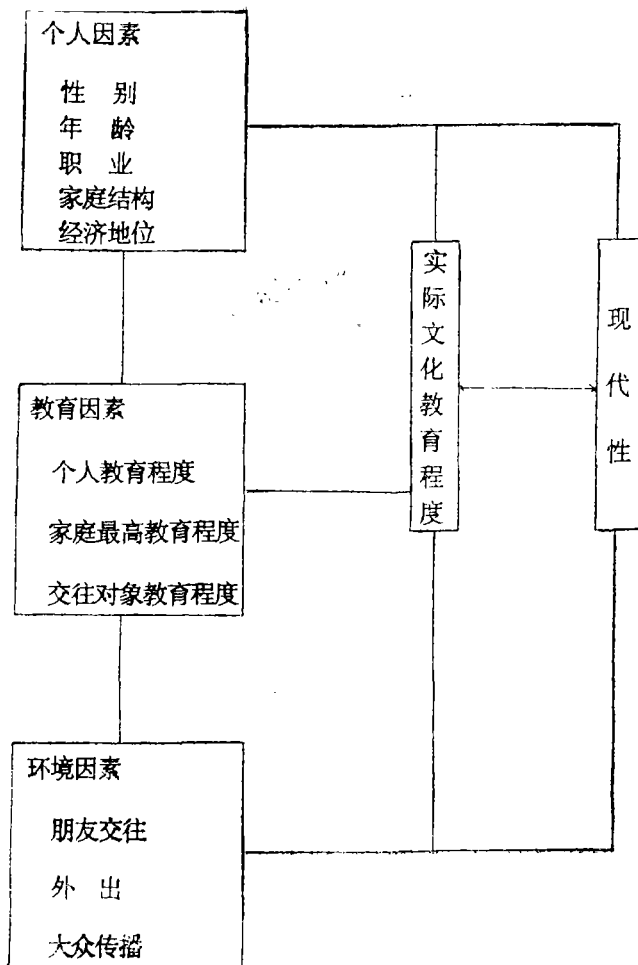 个人因素
性 别
年 龄
职 业
家庭结构
经济地位
实际文化教育程度
现代性
教育因素
个人教育程度
家庭最高教育程度
交往对象教育程度
环境因素
朋友交往
外 出
大众传播